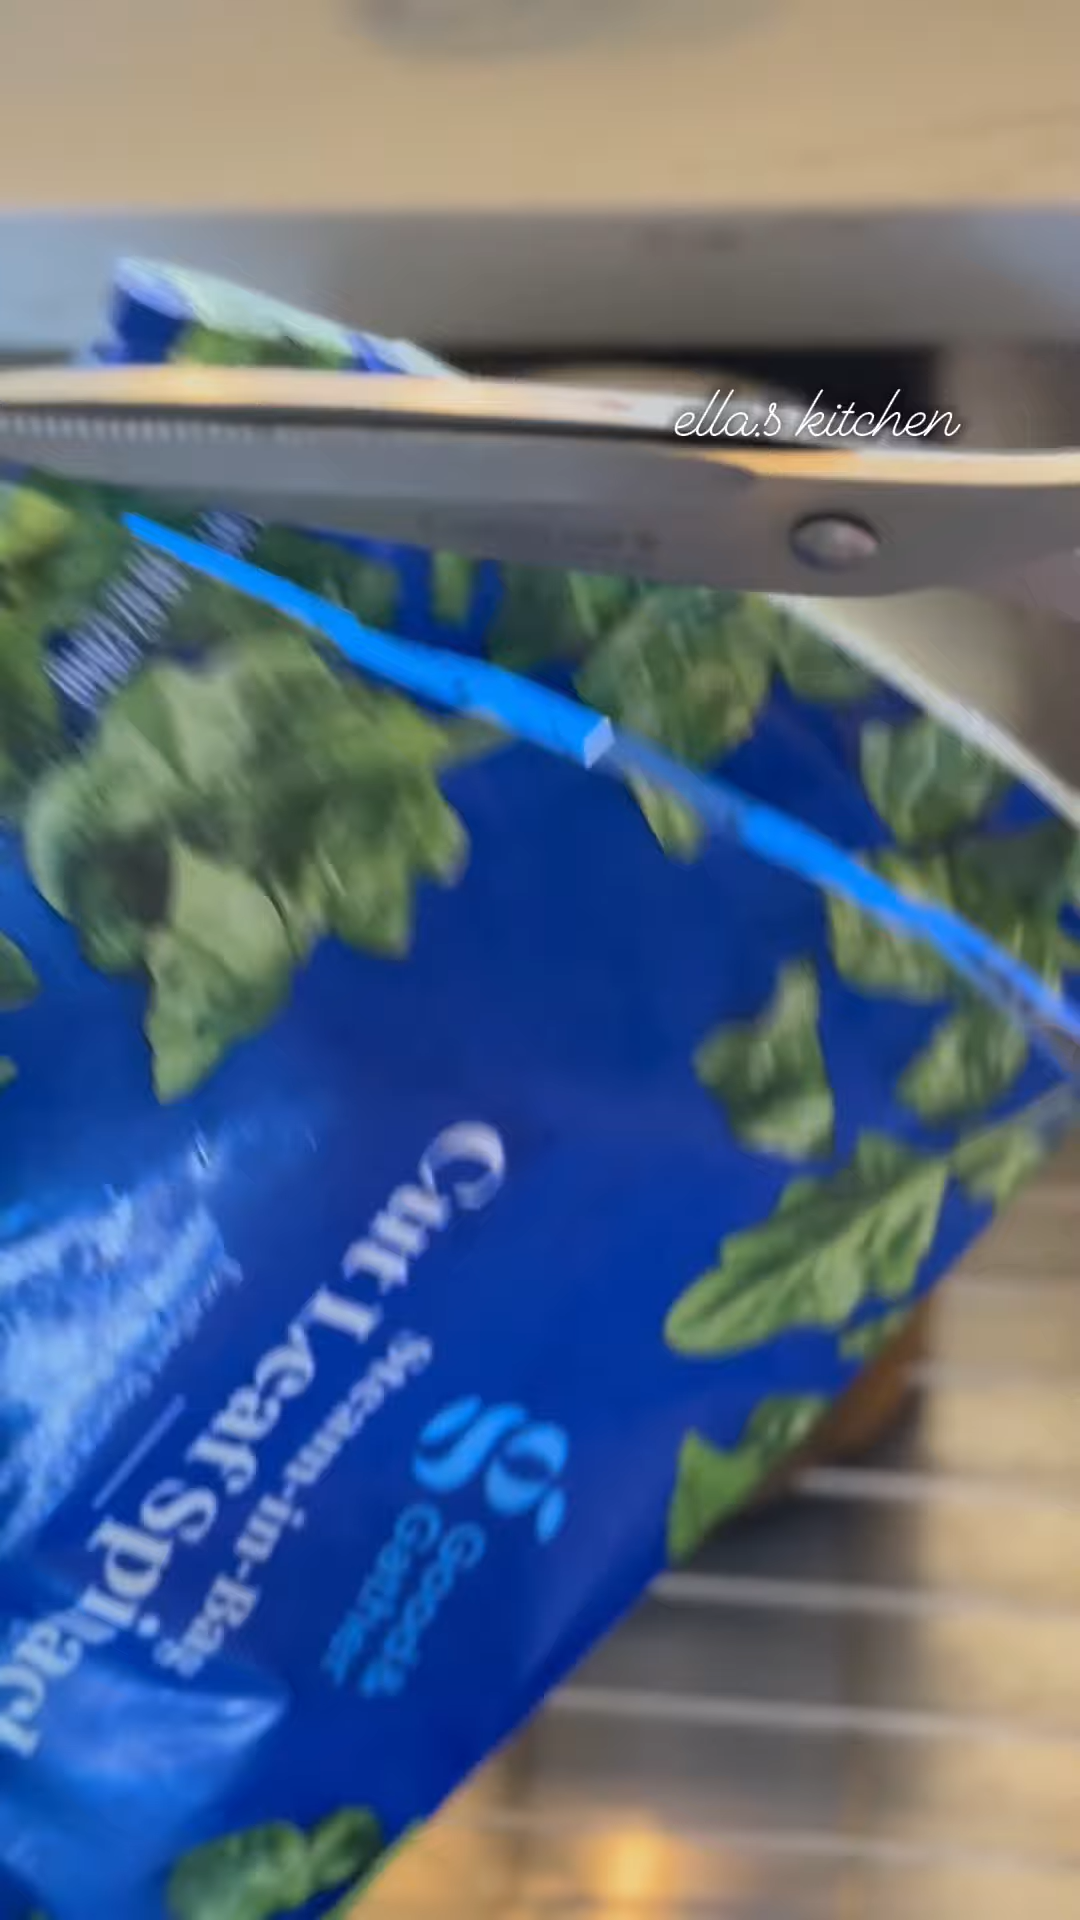 ella.s kitchen
Cut Leaf Spinach
Steam-in-Bag
Good &
Gather